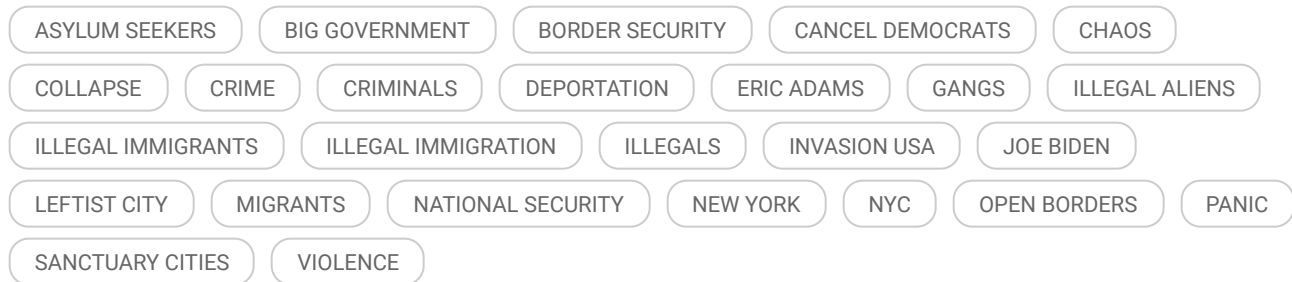 ASYLUM SEEKERS BIG GOVERNMENT BORDER SECURITY CANCEL DEMOCRATS CHAOS
COLLAPSE CRIME CRIMINALS DEPORTATION ERIC ADAMS GANGS ILLEGAL ALIENS
ILLEGAL IMMIGRANTS ILLEGAL IMMIGRATION ILLEGALS INVASION USA JOE BIDEN
LEFTIST CITY MIGRANTS NATIONAL SECURITY NEW YORK NYC OPEN BORDERS PANIC
SANCTUARY CITIES VIOLENCE